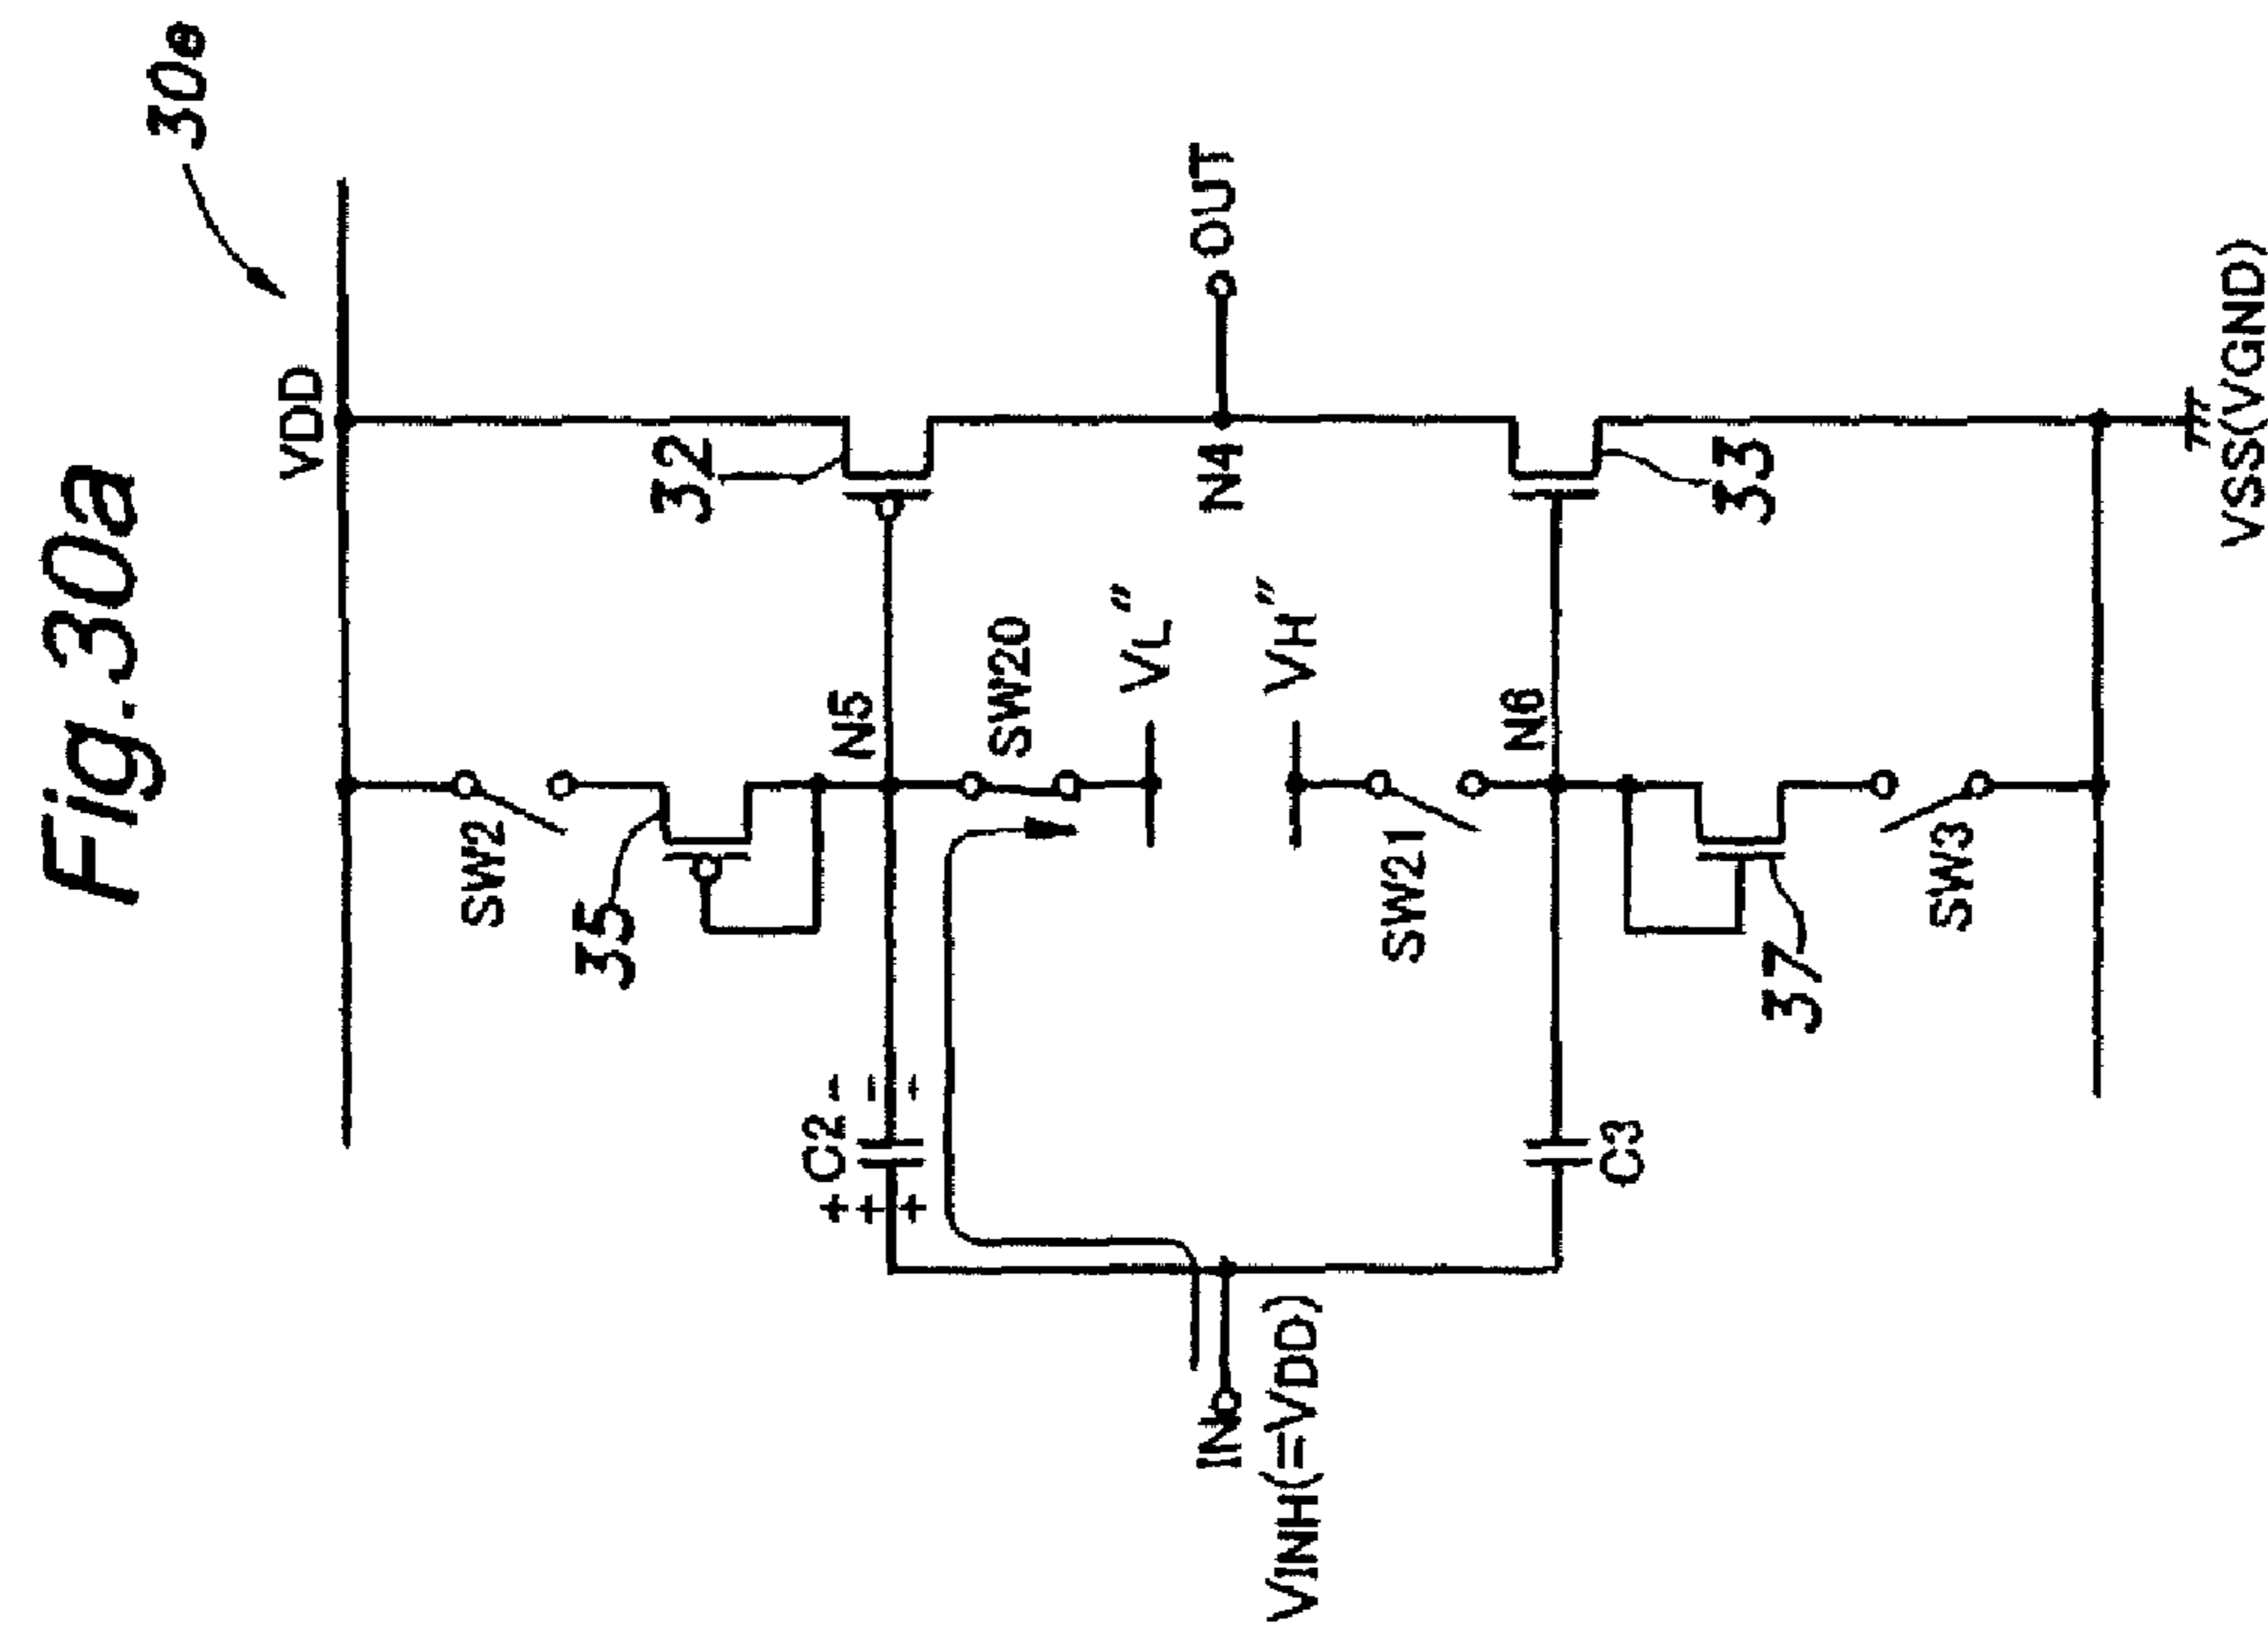 Fig. 30a
30e
VDD
SW2
35
32
N5
C2
- - -
+ + +
SW20
VL"
N4
OUT
VH"
IN
VINH(=VDD)
SW21
N6
C3
33
37
SW3
VSS(VGND)